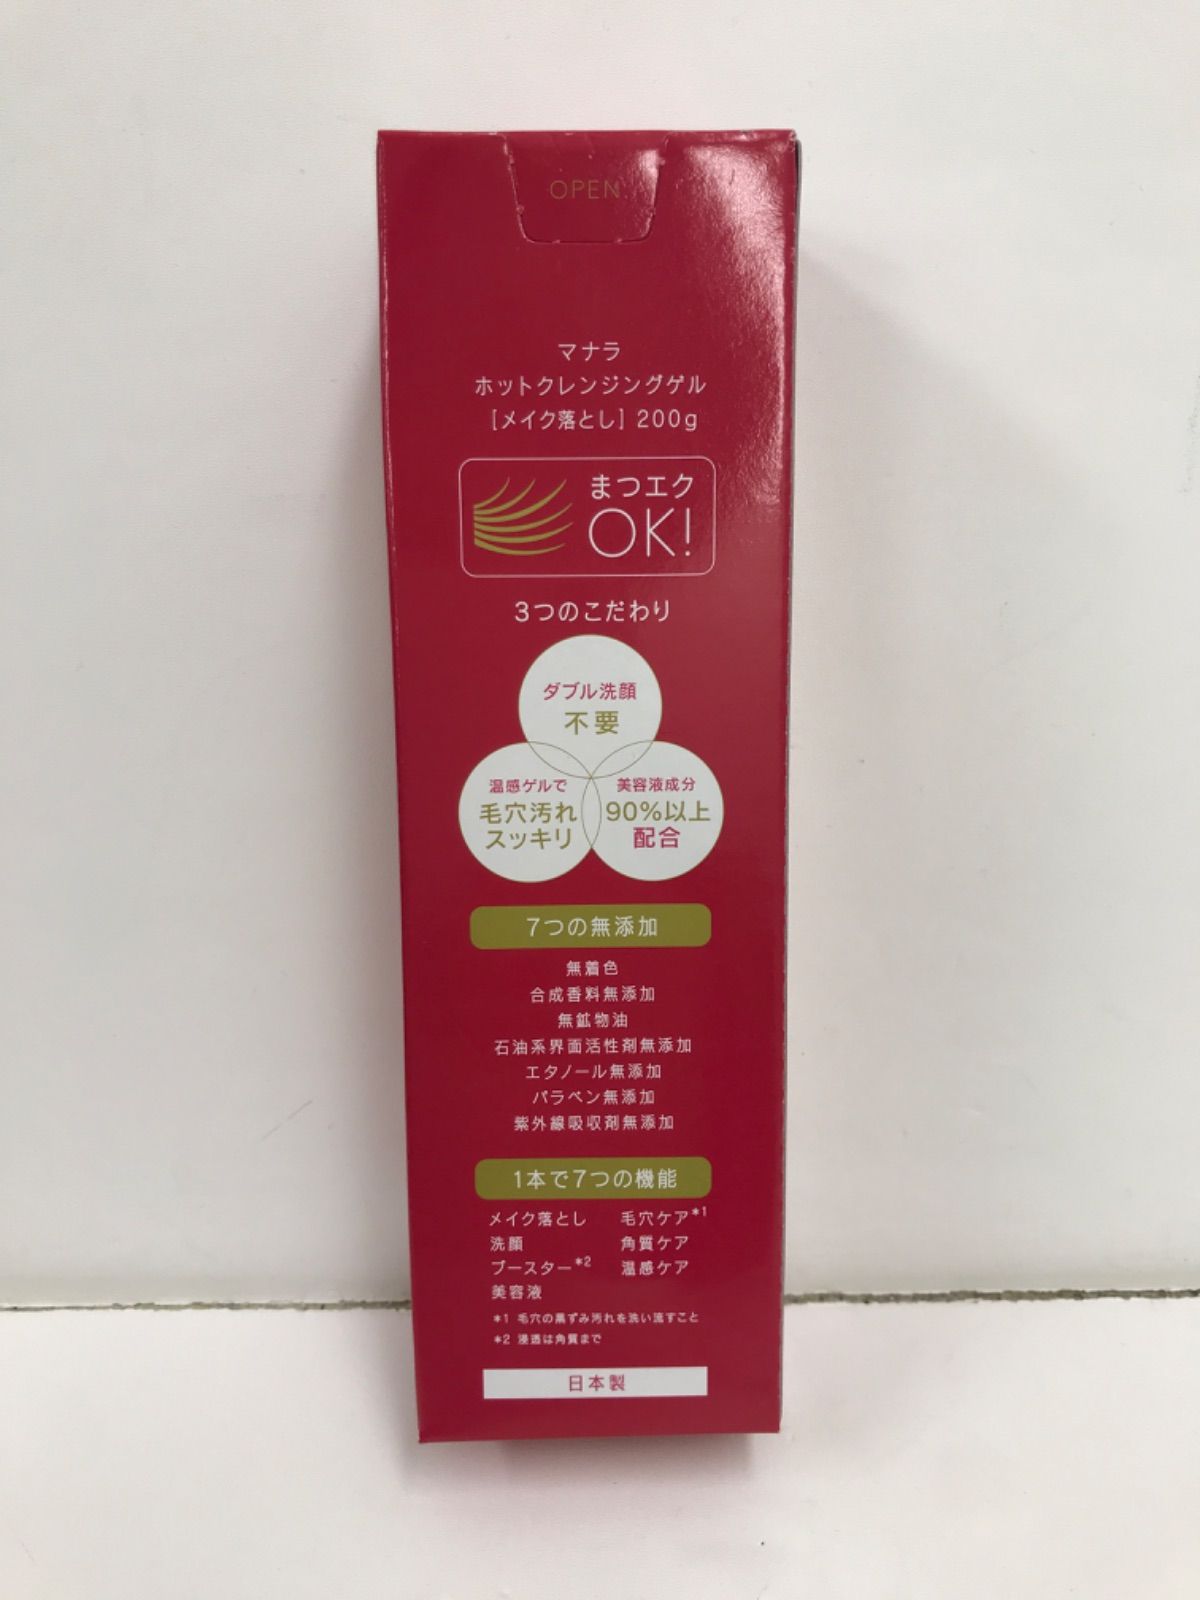 OPEN
マナラ
ホットクレンジングゲル
[メイク落とし] 200g
まつエク
OK!
3つのこだわり
ダブル洗顔
不要
温感ゲルで
毛穴汚れ
スッキリ
美容液成分
90%以上
配合
7つの無添加
無着色
合成香料無添加
無鉱物油
石油系界面活性剤無添加
エタノール無添加
パラベン無添加
紫外線吸収剤無添加
1本で7つの機能
メイク落とし
洗顔
ブースター*2
美容液
毛穴ケア*1
角質ケア
温感ケア
*1 毛穴の黒ずみ汚れを洗い流すこと
*2 浸透は角質まで
日本製